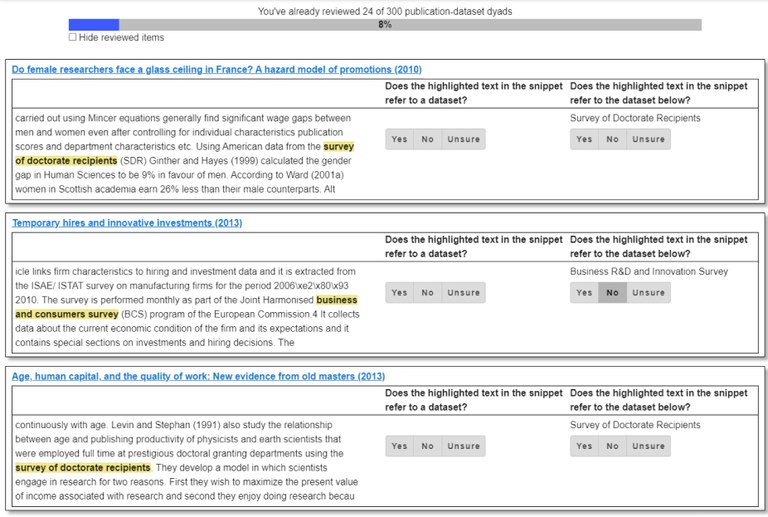 You've already reviewed 24 of 300 publication-dataset dyads
8%
Hide reviewed items
Do female researchers face a glass ceiling in France? A hazard model of promotions (2010)
Does the highlighted text in the snippet refer to a dataset?
Does the highlighted text in the snippet refer to the dataset below?
carried out using Mincer equations generally find significant wage gaps between
men and women even after controlling for individual characteristics publication
scores and department characteristics etc. Using American data from the survey
of doctorate recipients (SDR) Ginther and Hayes (1999) calculated the gender
gap in Human Sciences to be 9% in favour of men. According to Ward (2001a)
women in Scottish academia earn 26% less than their male counterparts. Alt
Yes No Unsure
Survey of Doctorate Recipients
Yes No Unsure
Temporary hires and innovative investments (2013)
Does the highlighted text in the snippet refer to a dataset?
Does the highlighted text in the snippet refer to the dataset below?
icle links firm characteristics to hiring and investment data and it is extracted from
the ISAE/ ISTAT survey on manufacturing firms for the period 2006\xe2\x80\x93
2010. The survey is performed monthly as part of the Joint Harmonised business
and consumers survey (BCS) program of the European Commission.4 It collects
data about the current economic condition of the firm and its expectations and it
contains special sections on investments and hiring decisions. The
Yes No Unsure
Business R&D and Innovation Survey
Yes No Unsure
Age, human capital, and the quality of work: New evidence from old masters (2013)
Does the highlighted text in the snippet refer to a dataset?
Does the highlighted text in the snippet refer to the dataset below?
continuously with age. Levin and Stephan (1991) also study the relationship
between age and publishing productivity of physicists and earth scientists that
were employed full time at prestigious doctoral granting departments using the
survey of doctorate recipients. They develop a model in which scientists
engage in research for two reasons. First they wish to maximize the present value
of income associated with research and second they enjoy doing research becau
Yes No Unsure
Survey of Doctorate Recipients
Yes No Unsure